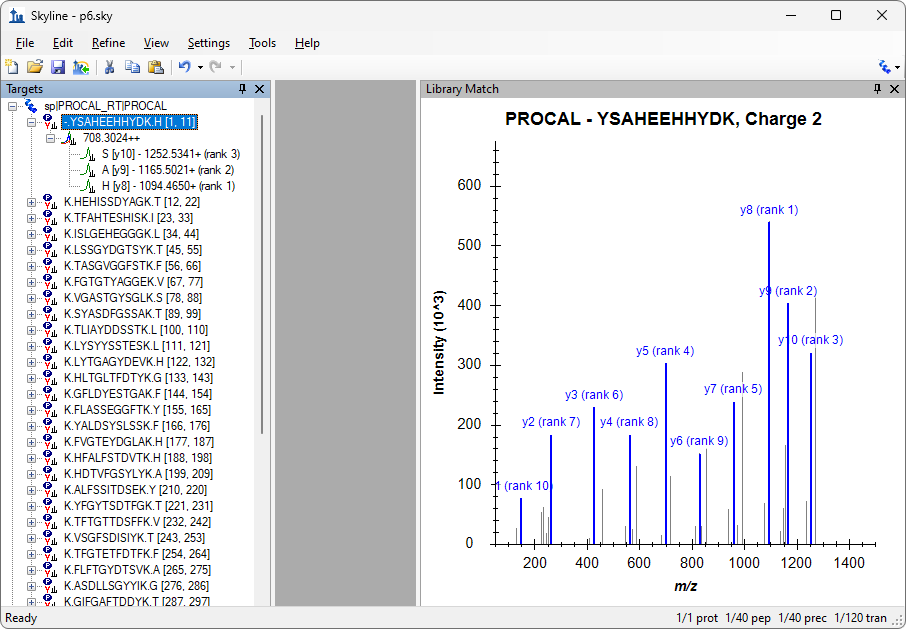 Skyline - p6.sky
File Edit Refine View Settings Tools Help
Targets
sp|PROCAL_RT|PROCAL
-.YSAHEEHHYDK.H [1, 11]
708.3024++
S [y10] - 1252.5341+ (rank 3)
A [y9] - 1165.5021+ (rank 2)
H [y8] - 1094.4650+ (rank 1)
K.HEHISSDYAGK.T [12, 22]
K.TFAHTESHISK.I [23, 33]
K.ISLGEHEGGGK.L [34, 44]
K.LSSGYDGTSYK.T [45, 55]
K.TASGVGGFSTK.F [56, 66]
K.FGTGTYAGGEK.V [67, 77]
K.VGASTGYSGLK.S [78, 88]
K.SYASDFGSSAK.T [89, 99]
K.TLIAYDDSSTK.L [100, 110]
K.LYSYYSSTESK.L [111, 121]
K.LYTGAGYDEVK.H [122, 132]
K.HLTGLTFDTYK.G [133, 143]
K.GFLDYESTGAK.F [144, 154]
K.FLASSEGGFTK.Y [155, 165]
K.YALDSYSLSSK.F [166, 176]
K.FVGTEYDGLAK.H [177, 187]
K.HFALFSTDVTK.H [188, 198]
K.HDTVFGSYLYK.A [199, 209]
K.ALFSSITDSEK.Y [210, 220]
K.YFGYTSDTFGK.T [221, 231]
K.TFTGTTDSFFK.V [232, 242]
K.VSGFSDISIYK.T [243, 253]
K.TFGTETFDTFK.F [254, 264]
K.FLFTGYDTSVK.A [265, 275]
K.ASDLLSGYYIK.G [276, 286]
K.GIFGAFTDDYK.T [287, 297]
Library Match
PROCAL - YSAHEEHHYDK, Charge 2
Intensity (10^3)
600
500
400
300
200
100
0
y8 (rank 1)
y9 (rank 2)
y10 (rank 3)
y5 (rank 4)
y7 (rank 5)
y3 (rank 6)
y2 (rank 7)
y4 (rank 8)
y6 (rank 9)
1 (rank 10)
200 400 600 800 1000 1200 1400
m/z
Ready
1/1 prot 1/40 pep 1/40 prec 1/120 tran